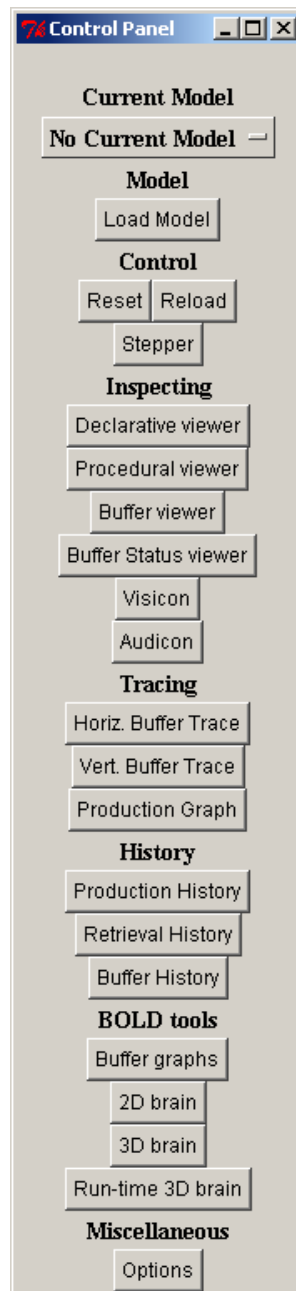 Control Panel
Current Model
No Current Model
Model
Load Model
Control
Reset Reload
Stepper
Inspecting
Declarative viewer
Procedural viewer
Buffer viewer
Buffer Status viewer
Visicon
Audicon
Tracing
Horiz. Buffer Trace
Vert. Buffer Trace
Production Graph
History
Production History
Retrieval History
Buffer History
BOLD tools
Buffer graphs
2D brain
3D brain
Run-time 3D brain
Miscellaneous
Options